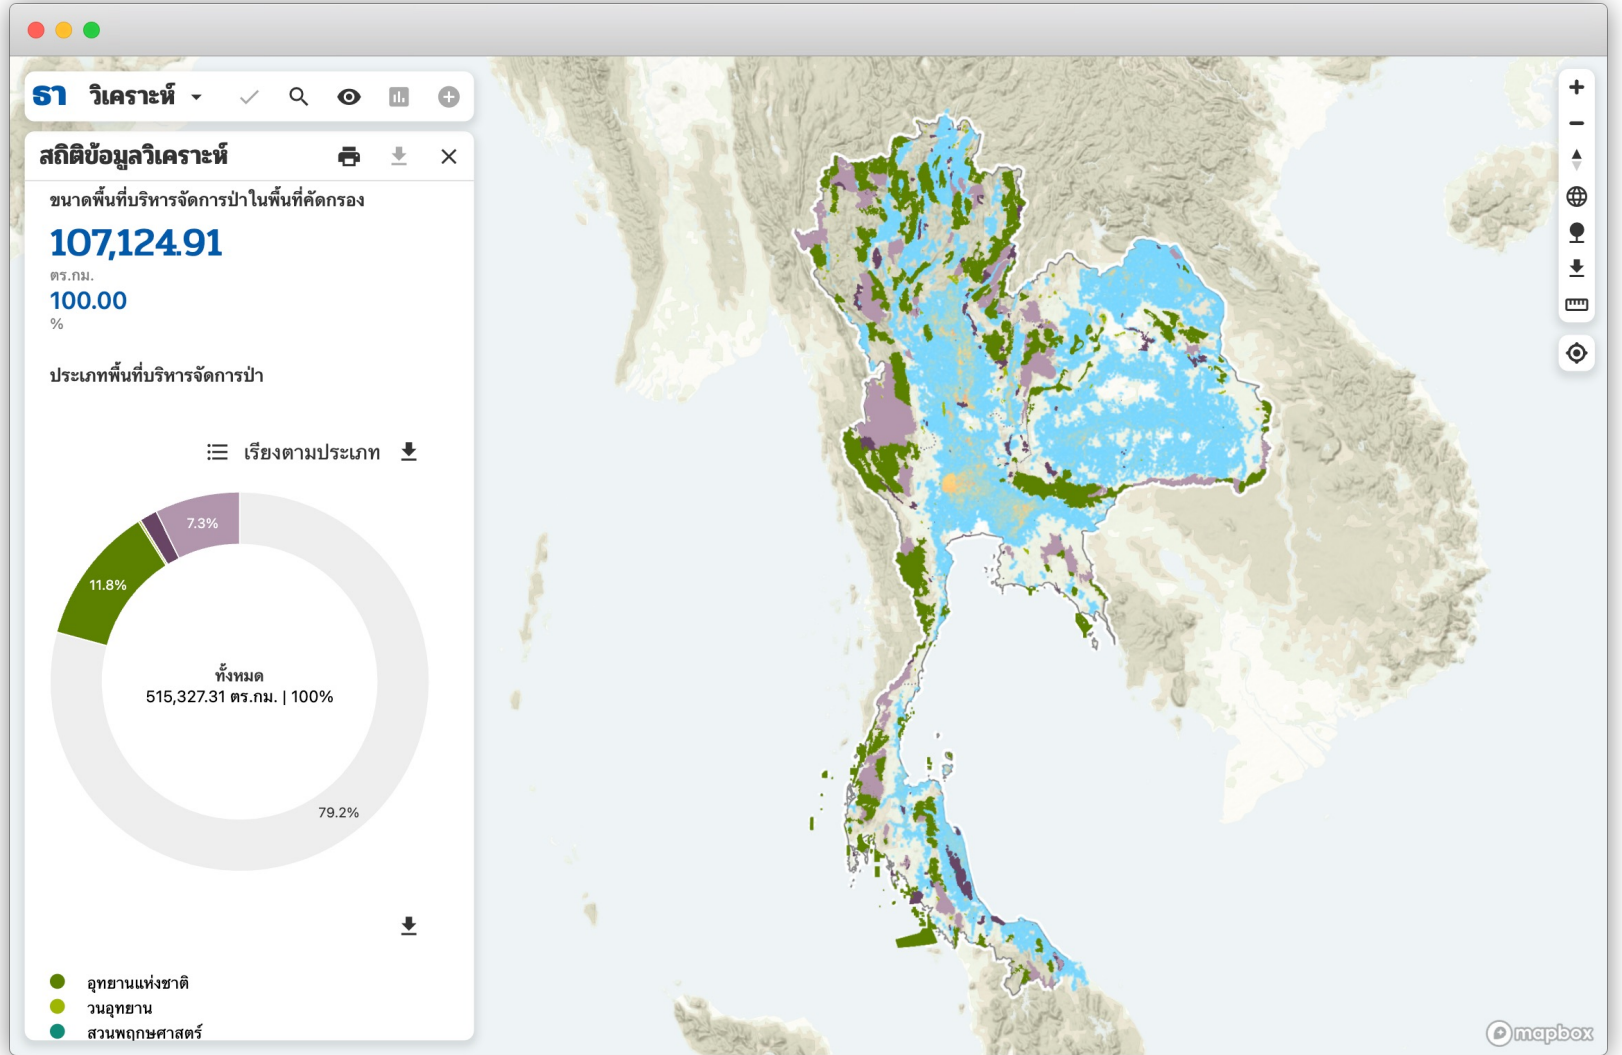 ธา วิเคราะห์
สถิติข้อมูลวิเคราะห์
ขนาดพื้นที่บริหารจัดการป่าในพื้นที่คัดกรอง
107,124.91
ตร.กม.
100.00
%
ประเภทพื้นที่บริหารจัดการป่า
เรียงตามประเภท
7.3%
11.8%
ทั้งหมด
515,327.31 ตร.กม. | 100%
79.2%
อุทยานแห่งชาติ
วนอุทยาน
สวนพฤกษศาสตร์
mapbox